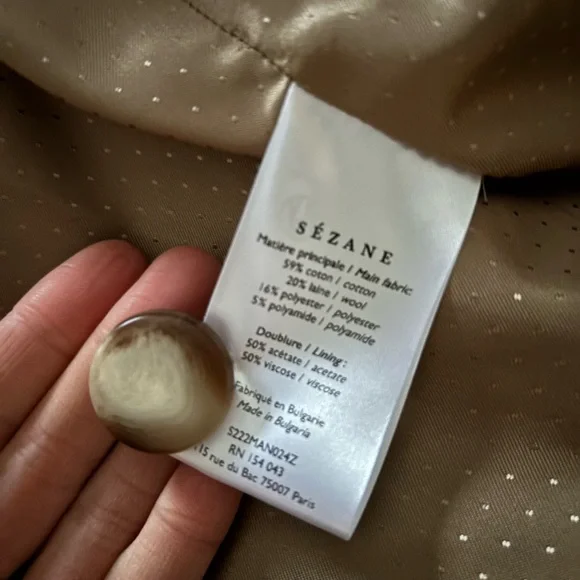 SÉZANE
Matière principale / Main fabric:
59% coton / cotton
20% laine / wool
16% polyester / polyester
5% polyamide / polyamide
Doublure / Lining :
50% acétate / acetate
50% viscose / viscose
Fabriqué en Bulgarie
Made in Bulgaria
S222MAN024Z
RN 154 043
115 rue du Bac 75007 Paris